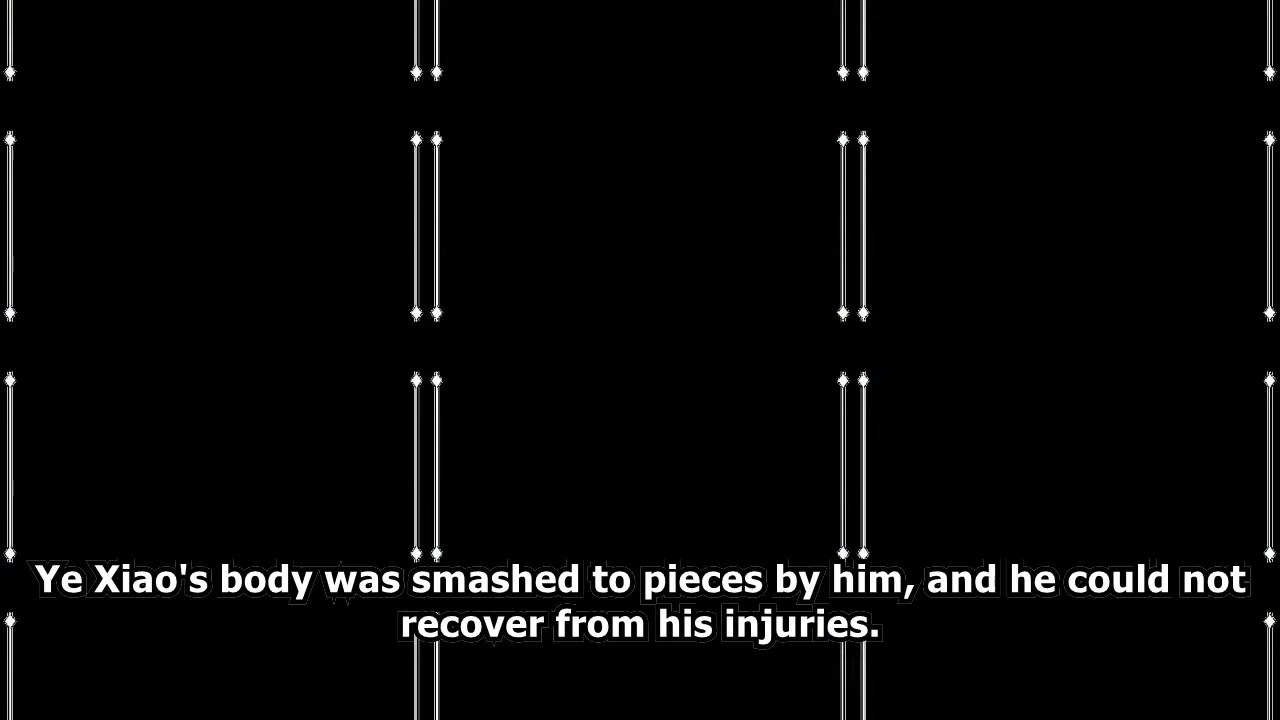 Ye Xiao's body was smashed to pieces by him, and he could not
recover from his injuries.